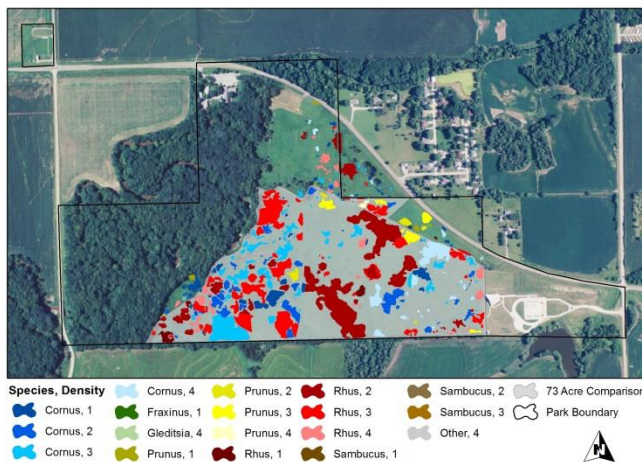 Species, Density
Cornus, 1
Cornus, 2
Cornus, 3
Cornus, 4
Fraxinus, 1
Gleditsia, 4
Prunus, 1
Prunus, 2
Prunus, 3
Prunus, 4
Rhus, 1
Rhus, 2
Rhus, 3
Rhus, 4
Sambucus, 1
Sambucus, 2
Sambucus, 3
Other, 4
73 Acre Comparison
Park Boundary
N